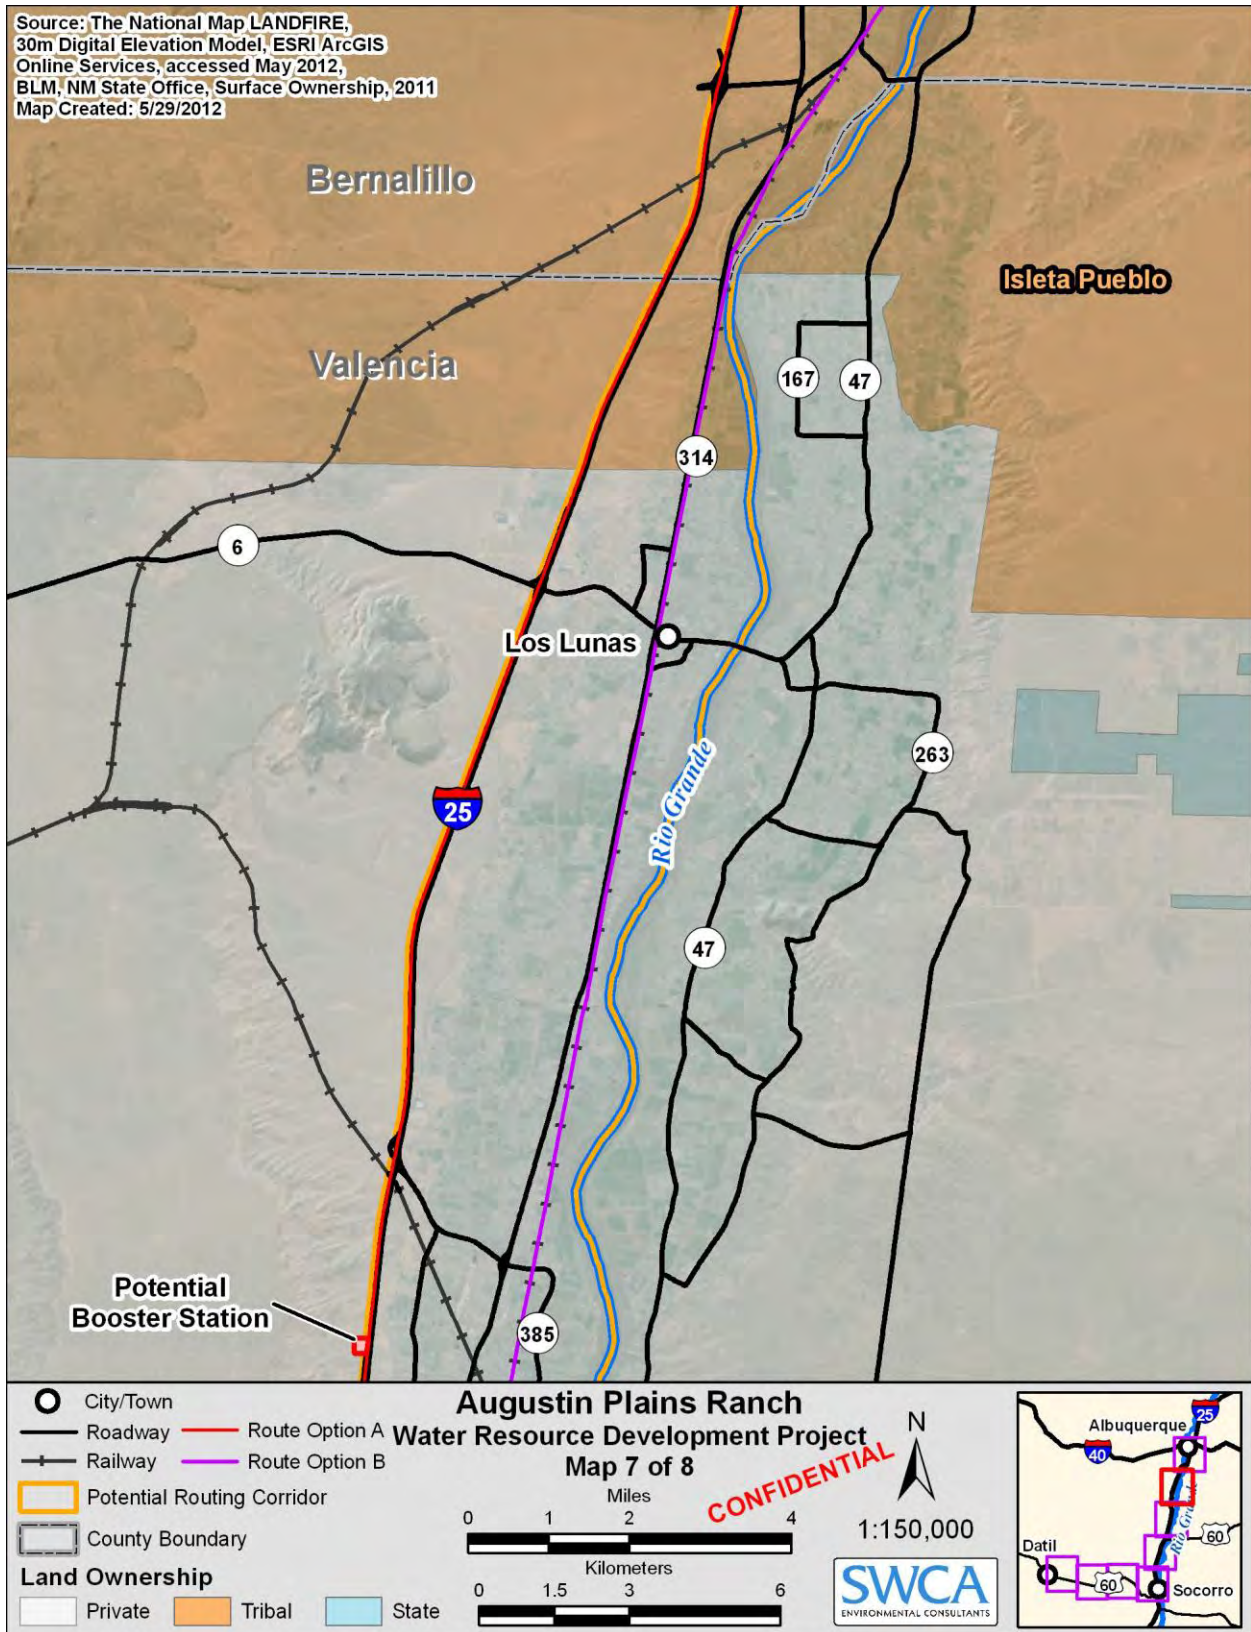 Source: The National Map LANDFIRE,
30m Digital Elevation Model, ESRI ArcGIS
Online Services, accessed May 2012,
BLM, NM State Office, Surface Ownership, 2011
Map Created: 5/29/2012
Bernalillo
Isleta Pueblo
Valencia
167
47
314
6
Los Lunas
263
25
Rio Grande
47
Potential
Booster Station
385
City/Town
Roadway
Railway
Route Option A
Route Option B
Potential Routing Corridor
County Boundary
Land Ownership
Private
Tribal
State
Augustin Plains Ranch
Water Resource Development Project
Map 7 of 8
CONFIDENTIAL
Miles
0 1 2 4
Kilometers
0 1.5 3 6
N
1:150,000
SWCA
ENVIRONMENTAL CONSULTANTS
25
Albuquerque
40
Rio Grande
60
Datil
60
Socorro